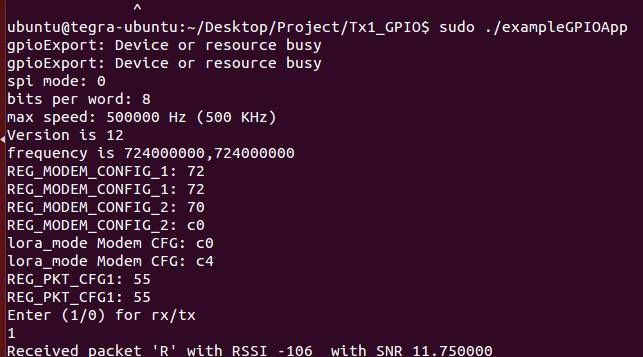 ^
ubuntu@tegra-ubuntu:~/Desktop/Project/Tx1_GPIO$ sudo ./exampleGPIOApp
gpioExport: Device or resource busy
gpioExport: Device or resource busy
spi mode: 0
bits per word: 8
max speed: 500000 Hz (500 KHz)
Version is 12
frequency is 724000000,724000000
REG_MODEM_CONFIG_1: 72
REG_MODEM_CONFIG_1: 72
REG_MODEM_CONFIG_2: 70
REG_MODEM_CONFIG_2: c0
lora_mode Modem CFG: c0
lora_mode Modem CFG: c4
REG_PKT_CFG1: 55
REG_PKT_CFG1: 55
Enter (1/0) for rx/tx
1
Received packet 'R' with RSSI -106  with SNR 11.750000